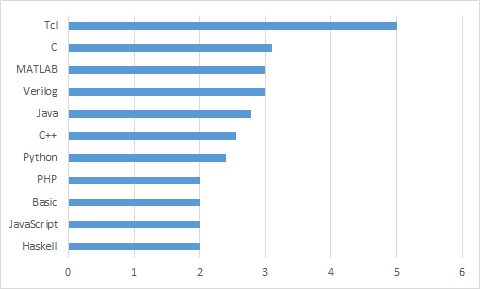 Tcl
C
MATLAB
Verilog
Java
C++
Python
PHP
Basic
JavaScript
Haskell
0 1 2 3 4 5 6